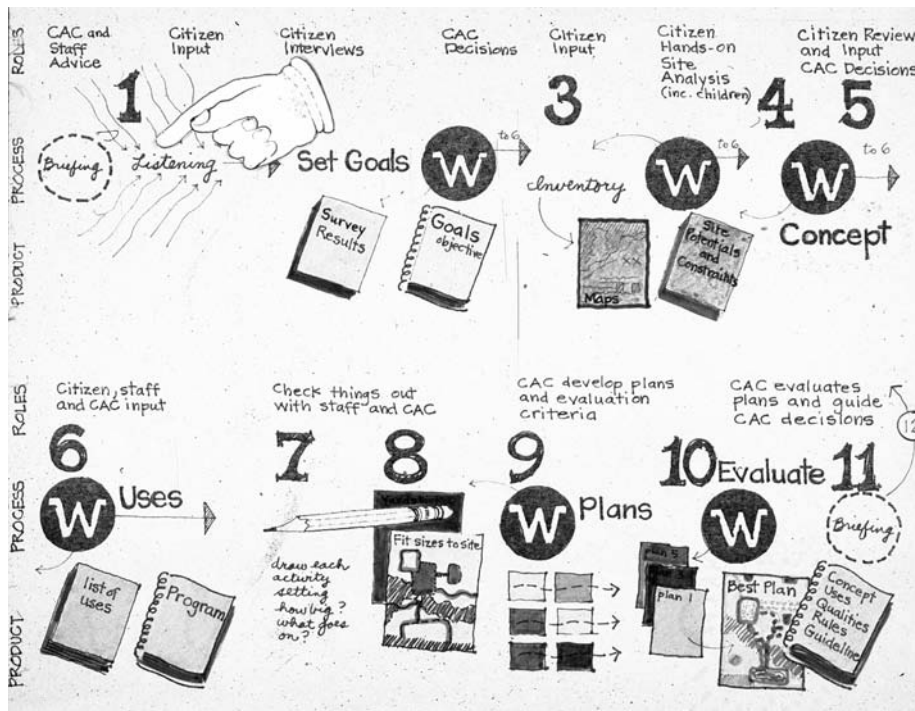 ROLES
CAC and
Staff
Advice
Citizen
Input
Citizen
Interviews
CAC
Decisions
Citizen
Input
Citizen
Hands-on
Site
Analysis
(inc. children)
Citizen Review
and Input
CAC Decisions
1
3
4
5
PROCESS
Briefing
Listening
Set Goals
W
to 6
Inventory
W
to 6
W
to 6
Concept
PRODUCT
Survey
Results
Goals
objective
Maps
Site
Potentials
and
Constraints
ROLES
Citizen, staff
and CAC input
Check things out
with staff and CAC
CAC develop plans
and evaluation
criteria
CAC evaluates
plans and guide
CAC decisions
12
6
7
8
9
10
11
PROCESS
W
Uses
W
Plans
Evaluate
W
Briefing
PRODUCT
list of
uses
Program
draw each
activity
setting
how big?
what goes
on?
Fit sizes to site
plan 5
plan 1
Best Plan
Concept
Uses
Qualities
Rules
Guideline